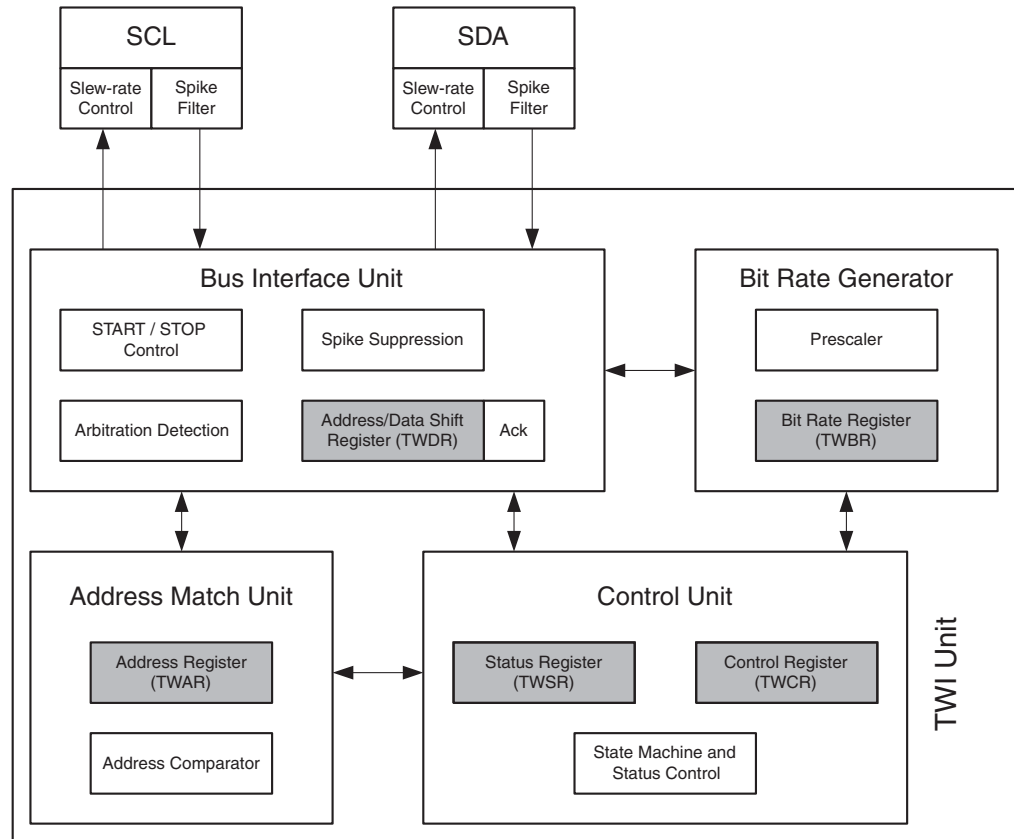 SCL
Slew-rate
Control
Spike
Filter
SDA
Slew-rate
Control
Spike
Filter
Bus Interface Unit
START / STOP
Control
Spike Suppression
Arbitration Detection
Address/Data Shift
Register (TWDR)
Ack
Bit Rate Generator
Prescaler
Bit Rate Register
(TWBR)
Address Match Unit
Address Register
(TWAR)
Address Comparator
Control Unit
Status Register
(TWSR)
Control Register
(TWCR)
State Machine and
Status Control
TWI Unit